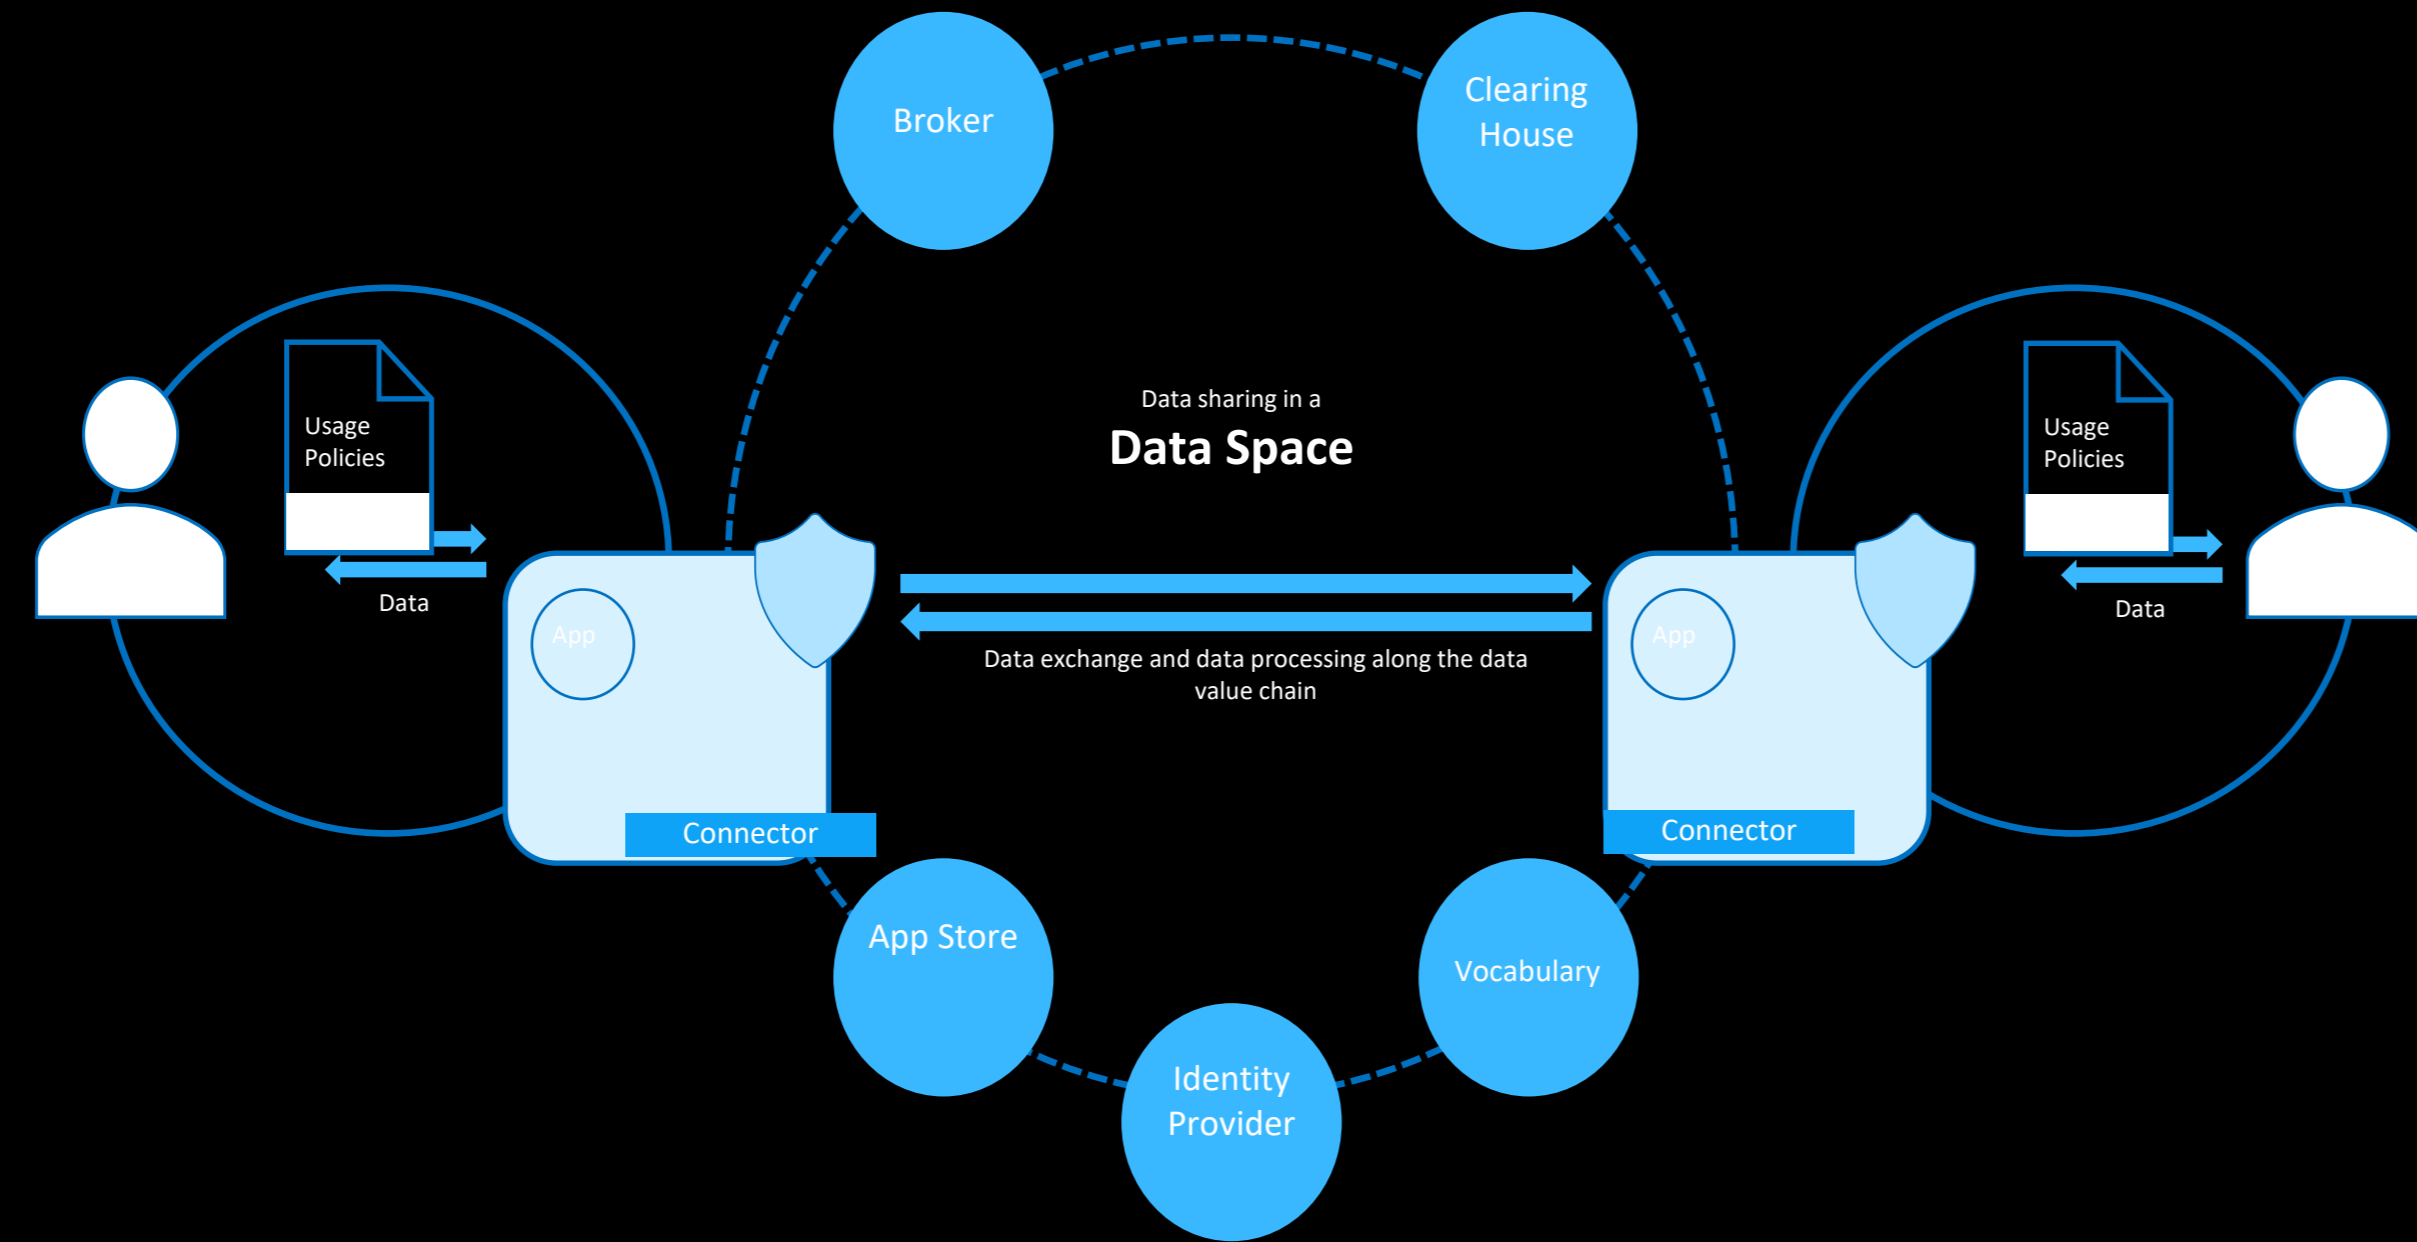 Broker
Clearing
House
Data sharing in a
Data Space
Usage
Policies
Data
App
Connector
Data exchange and data processing along the data
value chain
Usage
Policies
Data
App
Connector
App Store
Vocabulary
Identity
Provider